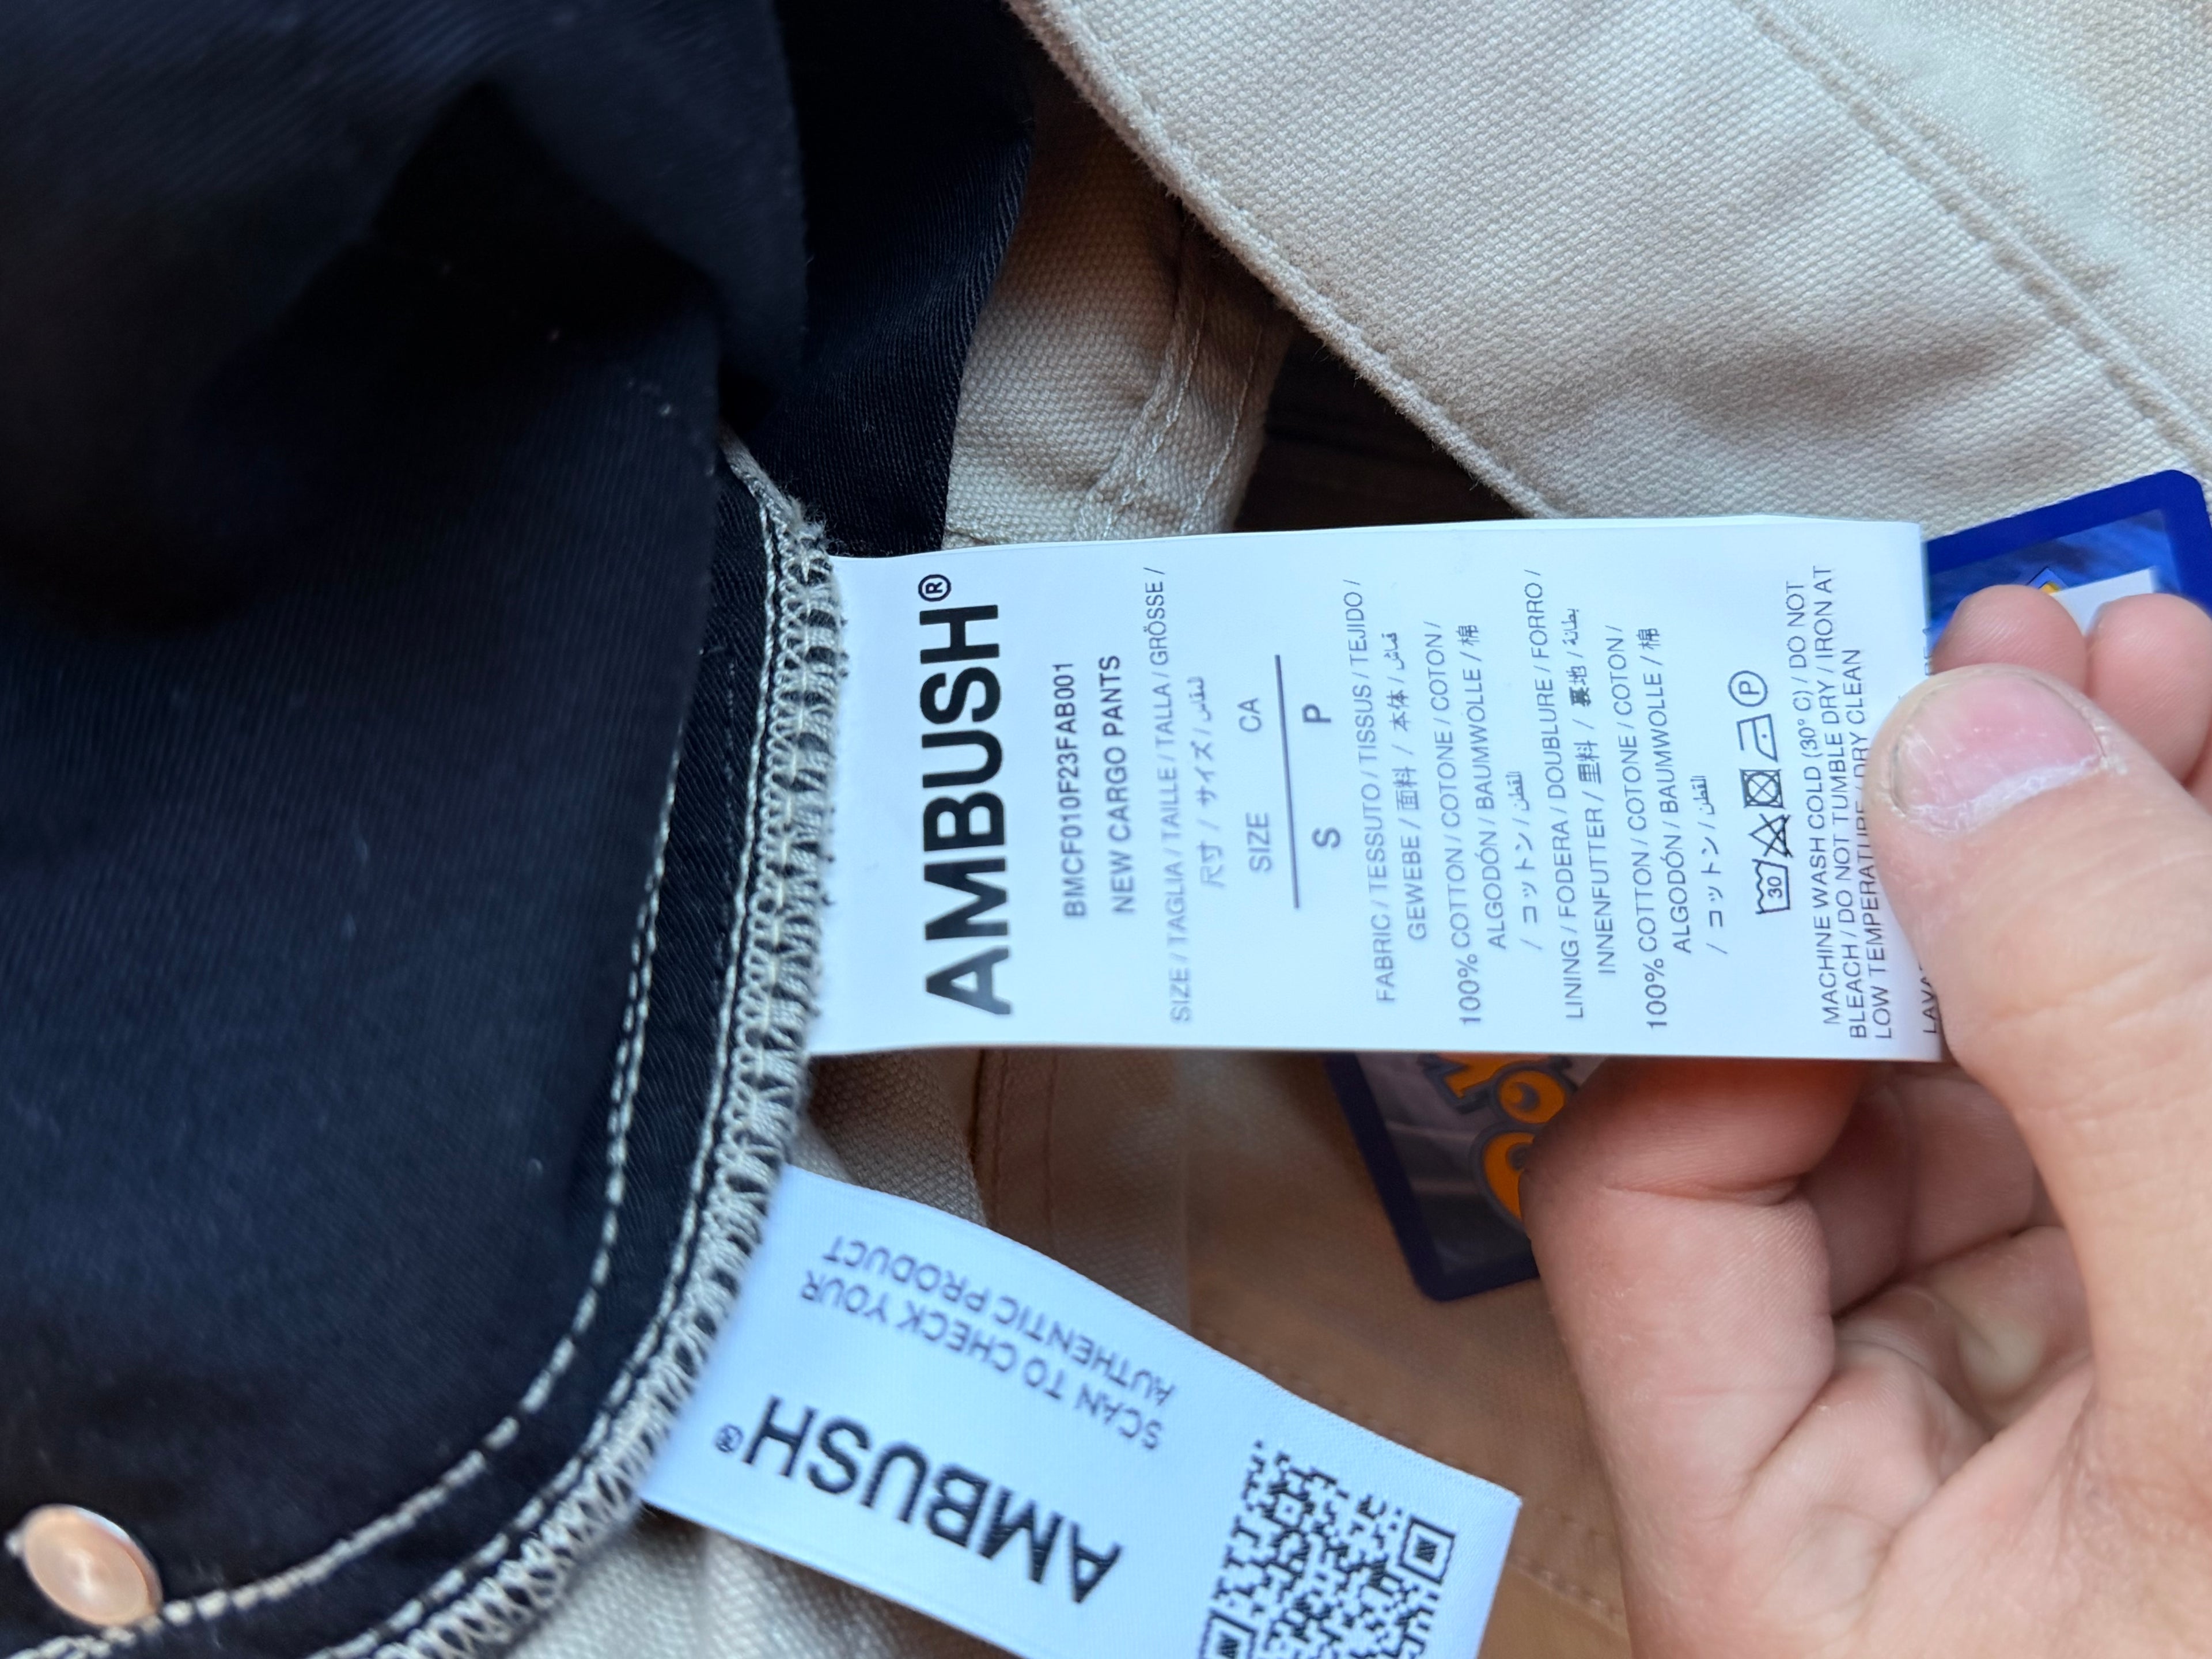 AMBUSH®
BMCF010F23FAB001
NEW CARGO PANTS
SIZE / TAGLIA / TAILLE / TALLA / GRÖSSE /
尺寸 / サイズ / المقاس
SIZE CA
S P
FABRIC / TESSUTO / TISSUS / TEJIDO /
GEWEBE / 面料 / 本体 / قماش
100% COTTON / COTONE / COTON /
ALGODÓN / BAUMWOLLE / 棉
/ コットン / القطن
LINING / FODERA / DOUBLURE / FORRO /
INNENFUTTER / 里料 / 裏地 / بطانة
100% COTTON / COTONE / COTON /
ALGODÓN / BAUMWOLLE / 棉
/ コットン / القطن
30 P
MACHINE WASH COLD (30° C) / DO NOT
BLEACH / DO NOT TUMBLE DRY / IRON AT
LOW TEMPERATURE / DRY CLEAN
AMBUSH®
SCAN TO CHECK YOUR
AUTHENTIC PRODUCT